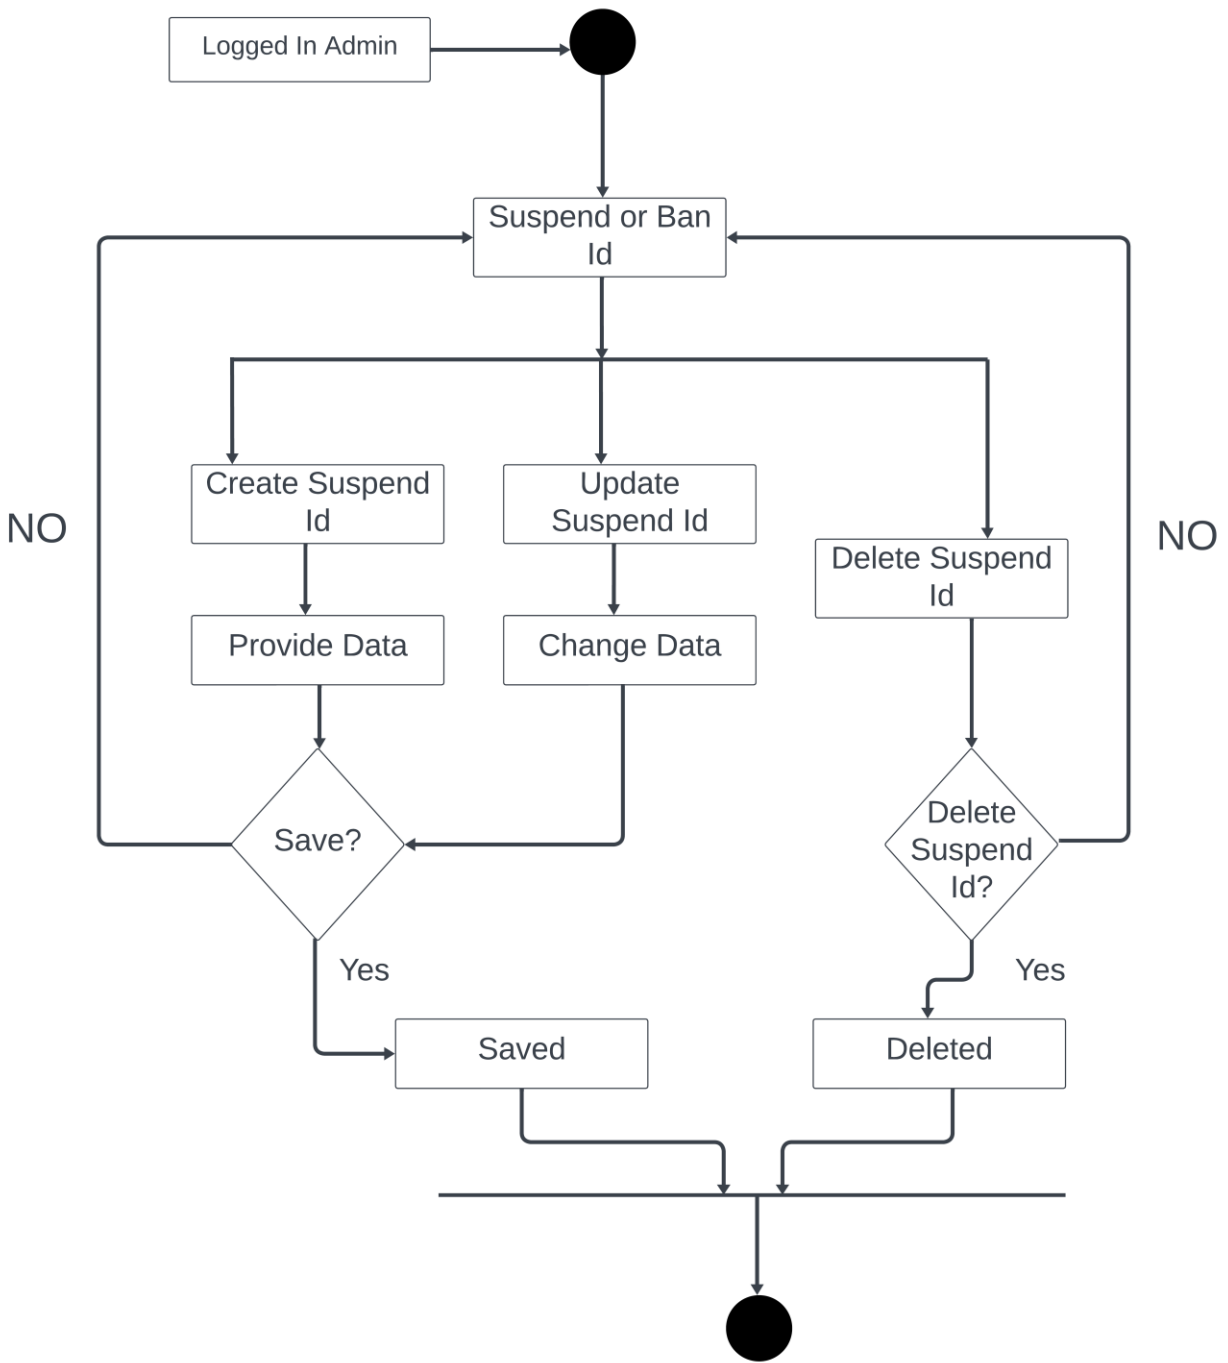 Logged In Admin
Suspend or Ban
Id
NO
Create Suspend
Id
Update
Suspend Id
Delete Suspend
Id
NO
Provide Data
Change Data
Save?
Delete
Suspend
Id?
Yes
Yes
Saved
Deleted